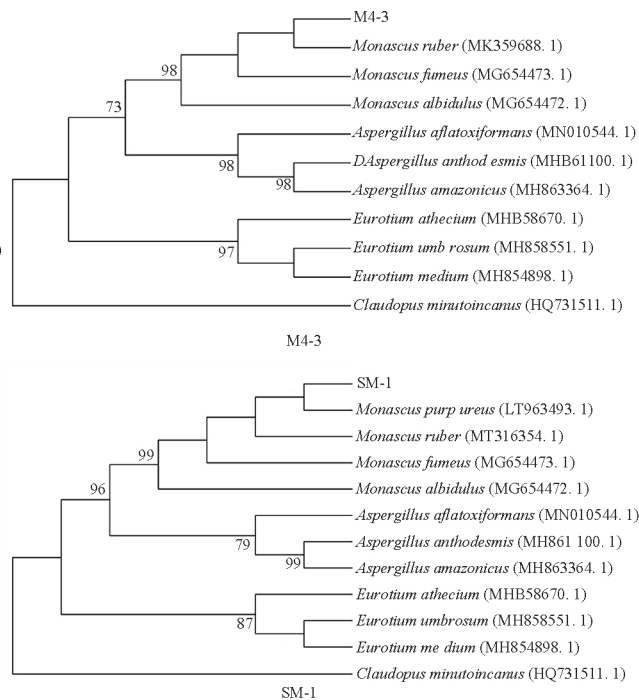 M4-3
Monascus ruber (MK359688. 1)
Monascus fumeus (MG654473. 1)
98
Monascus albidulus (MG654472. 1)
73
Aspergillus aflatoxiformans (MN010544. 1)
98
DAspergillus anthod esmis (MHB61100. 1)
98
Aspergillus amazonicus (MH863364. 1)
Eurotium athecium (MHB58670. 1)
97
Eurotium umb rosum (MH858551. 1)
Eurotium medium (MH854898. 1)
Claudopus minutoincanus (HQ731511. 1)
M4-3
SM-1
Monascus purp ureus (LT963493. 1)
Monascus ruber (MT316354. 1)
99
Monascus fumeus (MG654473. 1)
96
Monascus albidulus (MG654472. 1)
Aspergillus aflatoxiformans (MN010544. 1)
79
Aspergillus anthodesmis (MH861 100. 1)
99
Aspergillus amazonicus (MH863364. 1)
Eurotium athecium (MHB58670. 1)
87
Eurotium umbrosum (MH858551. 1)
Eurotium me dium (MH854898. 1)
Claudopus minutoincanus (HQ731511. 1)
SM-1